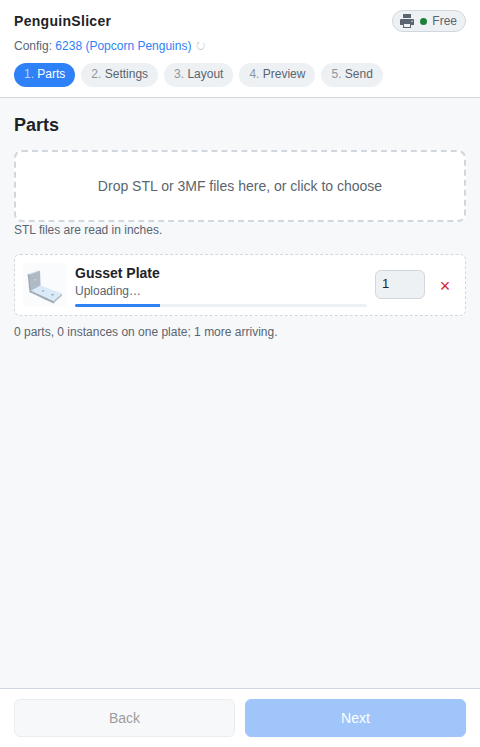 PenguinSlicer
Free
Config: 6238 (Popcorn Penguins)
1. Parts
2. Settings
3. Layout
4. Preview
5. Send
Parts
Drop STL or 3MF files here, or click to choose
STL files are read in inches.
Gusset Plate
Uploading…
1
×
0 parts, 0 instances on one plate; 1 more arriving.
Back
Next